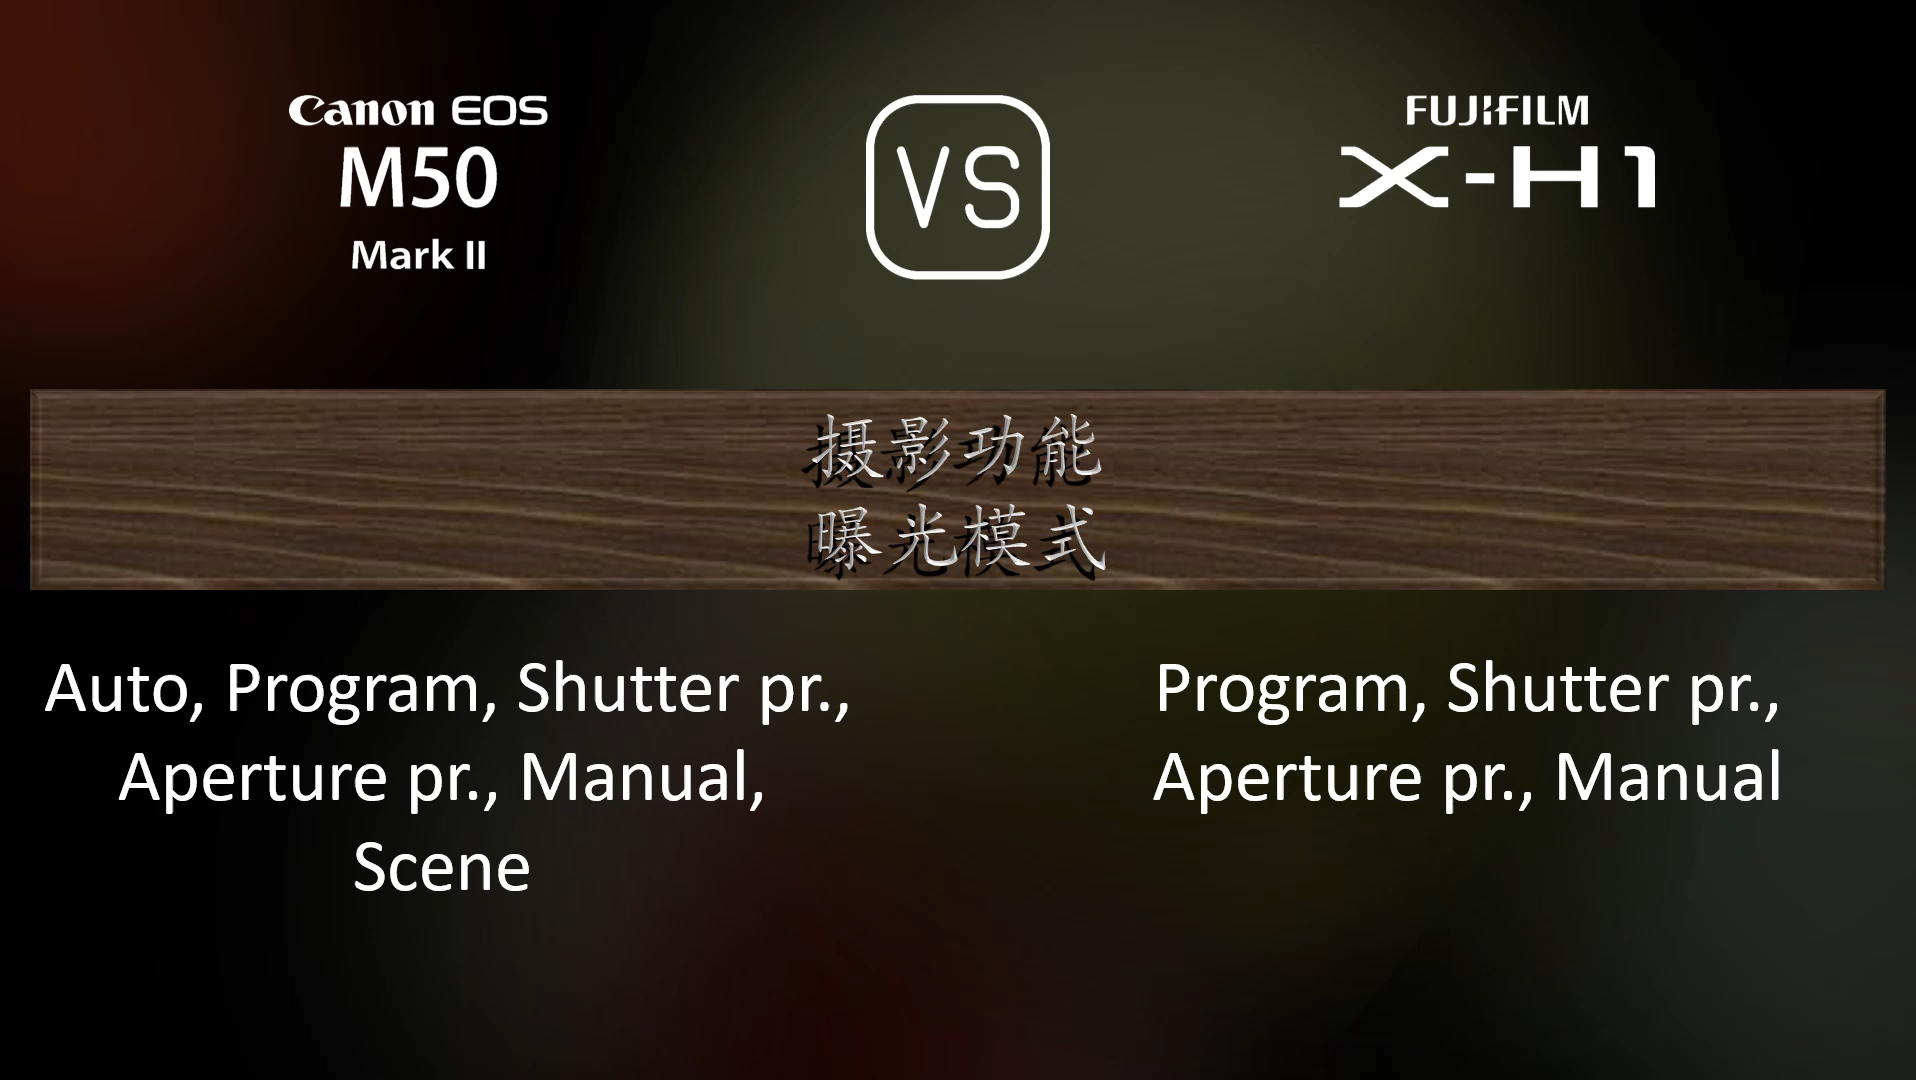 Canon EOS
M50
Mark II
VS
FUJIFILM
X-H1
摄影功能
曝光模式
Auto, Program, Shutter pr.,
Aperture pr., Manual,
Scene
Program, Shutter pr.,
Aperture pr., Manual